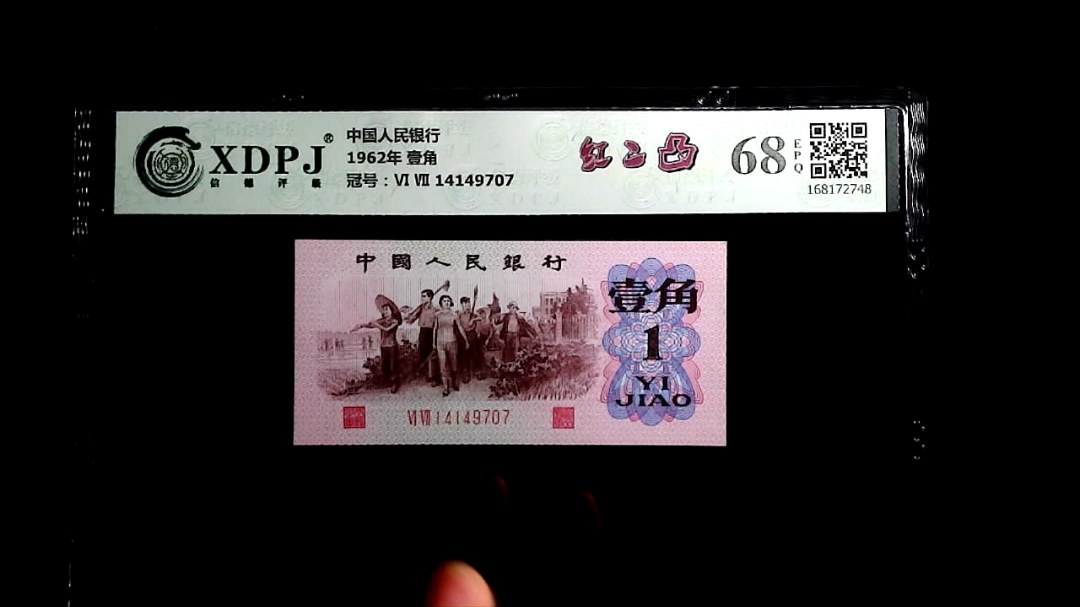 XDPJ®
信德评级
中国人民银行
1962年 壹角
冠号：Ⅵ Ⅶ 14149707
红二凸
68
EPQ
168172748
中國人民銀行
壹角
1
YI
JIAO
Ⅵ Ⅶ 14149707